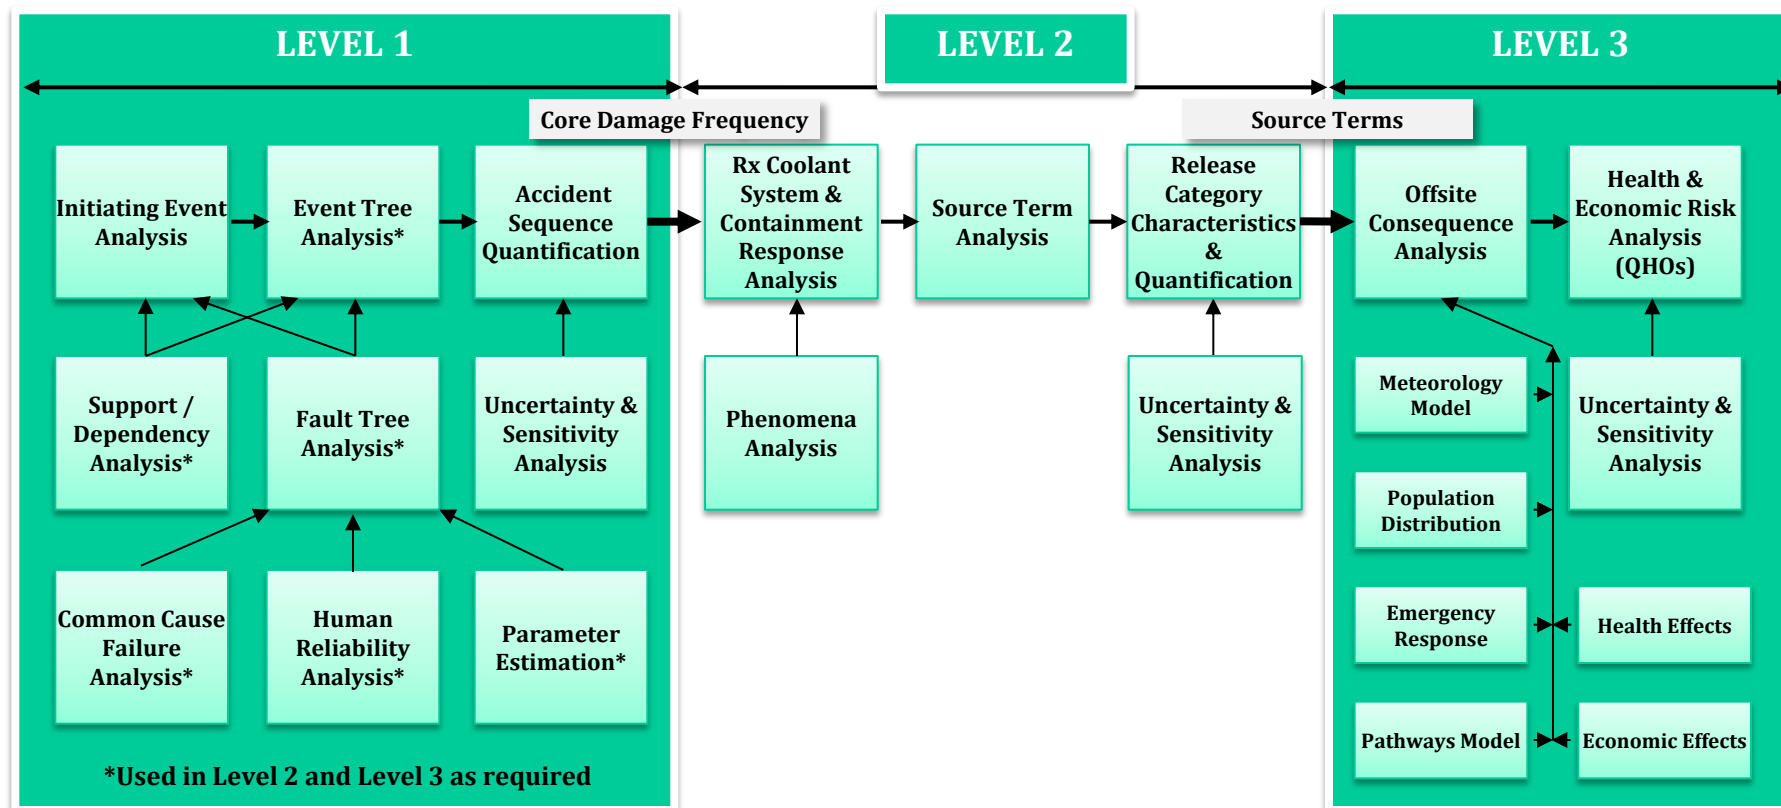 LEVEL 1
LEVEL 2
LEVEL 3
Core Damage Frequency
Source Terms
Initiating Event
Analysis
Event Tree
Analysis*
Accident
Sequence
Quantification
Rx Coolant
System &
Containment
Response
Analysis
Source Term
Analysis
Release
Category
Characteristics
&
Quantification
Offsite
Consequence
Analysis
Health &
Economic Risk
Analysis
(QHOs)
Support /
Dependency
Analysis*
Fault Tree
Analysis*
Uncertainty &
Sensitivity
Analysis
Phenomena
Analysis
Uncertainty &
Sensitivity
Analysis
Meteorology
Model
Uncertainty &
Sensitivity
Analysis
Population
Distribution
Common Cause
Failure
Analysis*
Human
Reliability
Analysis*
Parameter
Estimation*
Emergency
Response
Health Effects
Pathways Model
Economic Effects
*Used in Level 2 and Level 3 as required